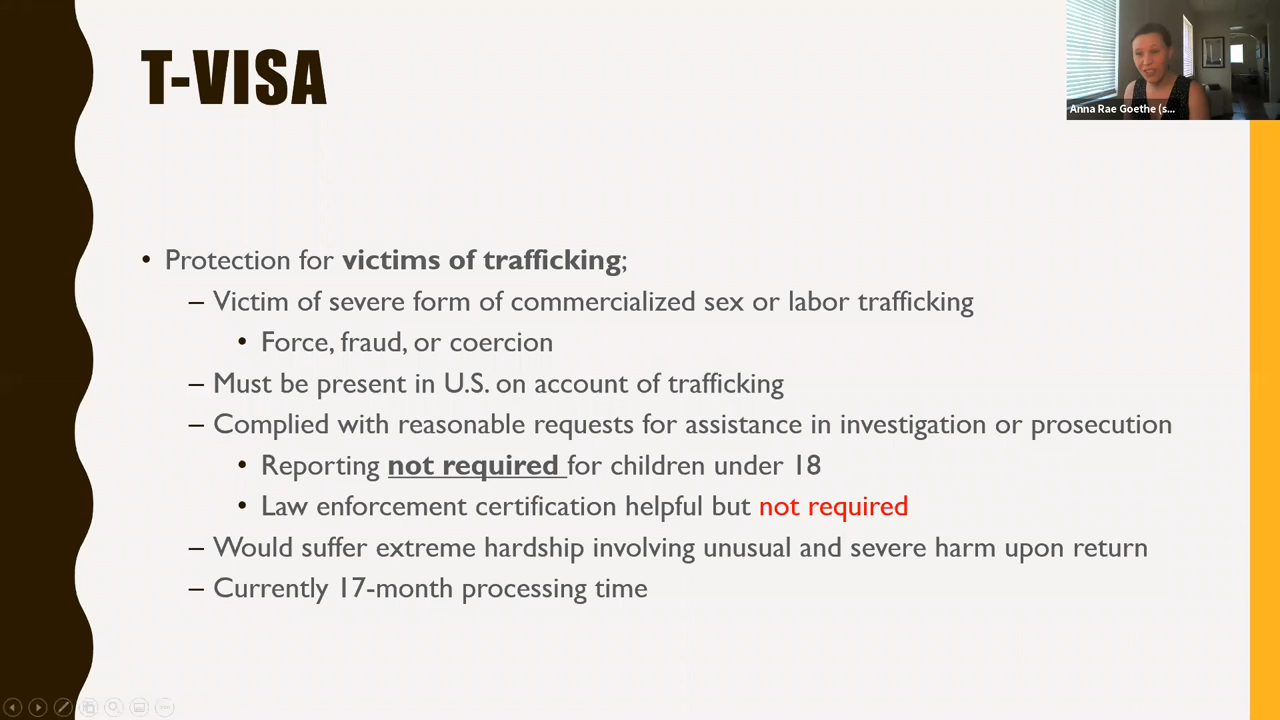 T-VISA
Anna Rae Goethe (s...
• Protection for victims of trafficking;
– Victim of severe form of commercialized sex or labor trafficking
• Force, fraud, or coercion
– Must be present in U.S. on account of trafficking
– Complied with reasonable requests for assistance in investigation or prosecution
• Reporting not required for children under 18
• Law enforcement certification helpful but not required
– Would suffer extreme hardship involving unusual and severe harm upon return
– Currently 17-month processing time